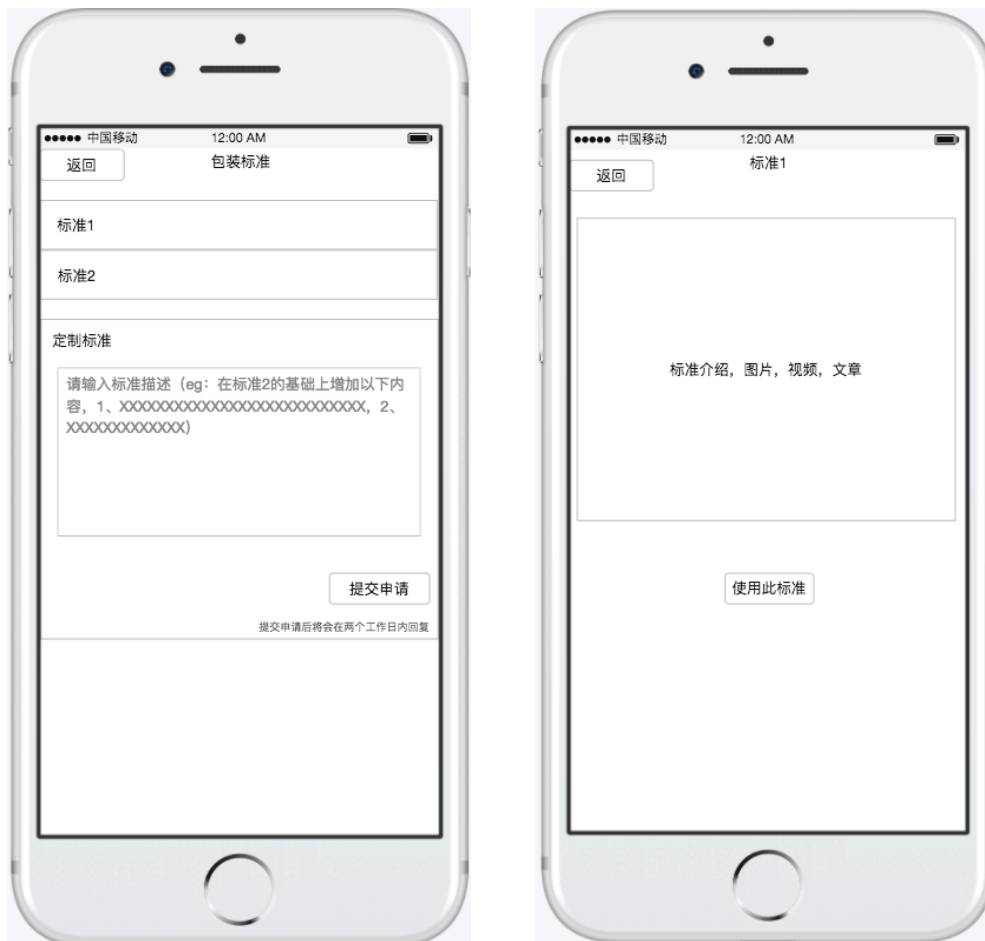 中国移动 12:00 AM
返回 包装标准
标准1
标准2
定制标准
请输入标准描述（eg：在标准2的基础上增加以下内
容，1、XXXXXXXXXXXXXXXXXXXXXXXXXXX，2、
XXXXXXXXXXXXX）
提交申请
提交申请后将会在两个工作日内回复
中国移动 12:00 AM
标准1
返回
标准介绍，图片，视频，文章
使用此标准